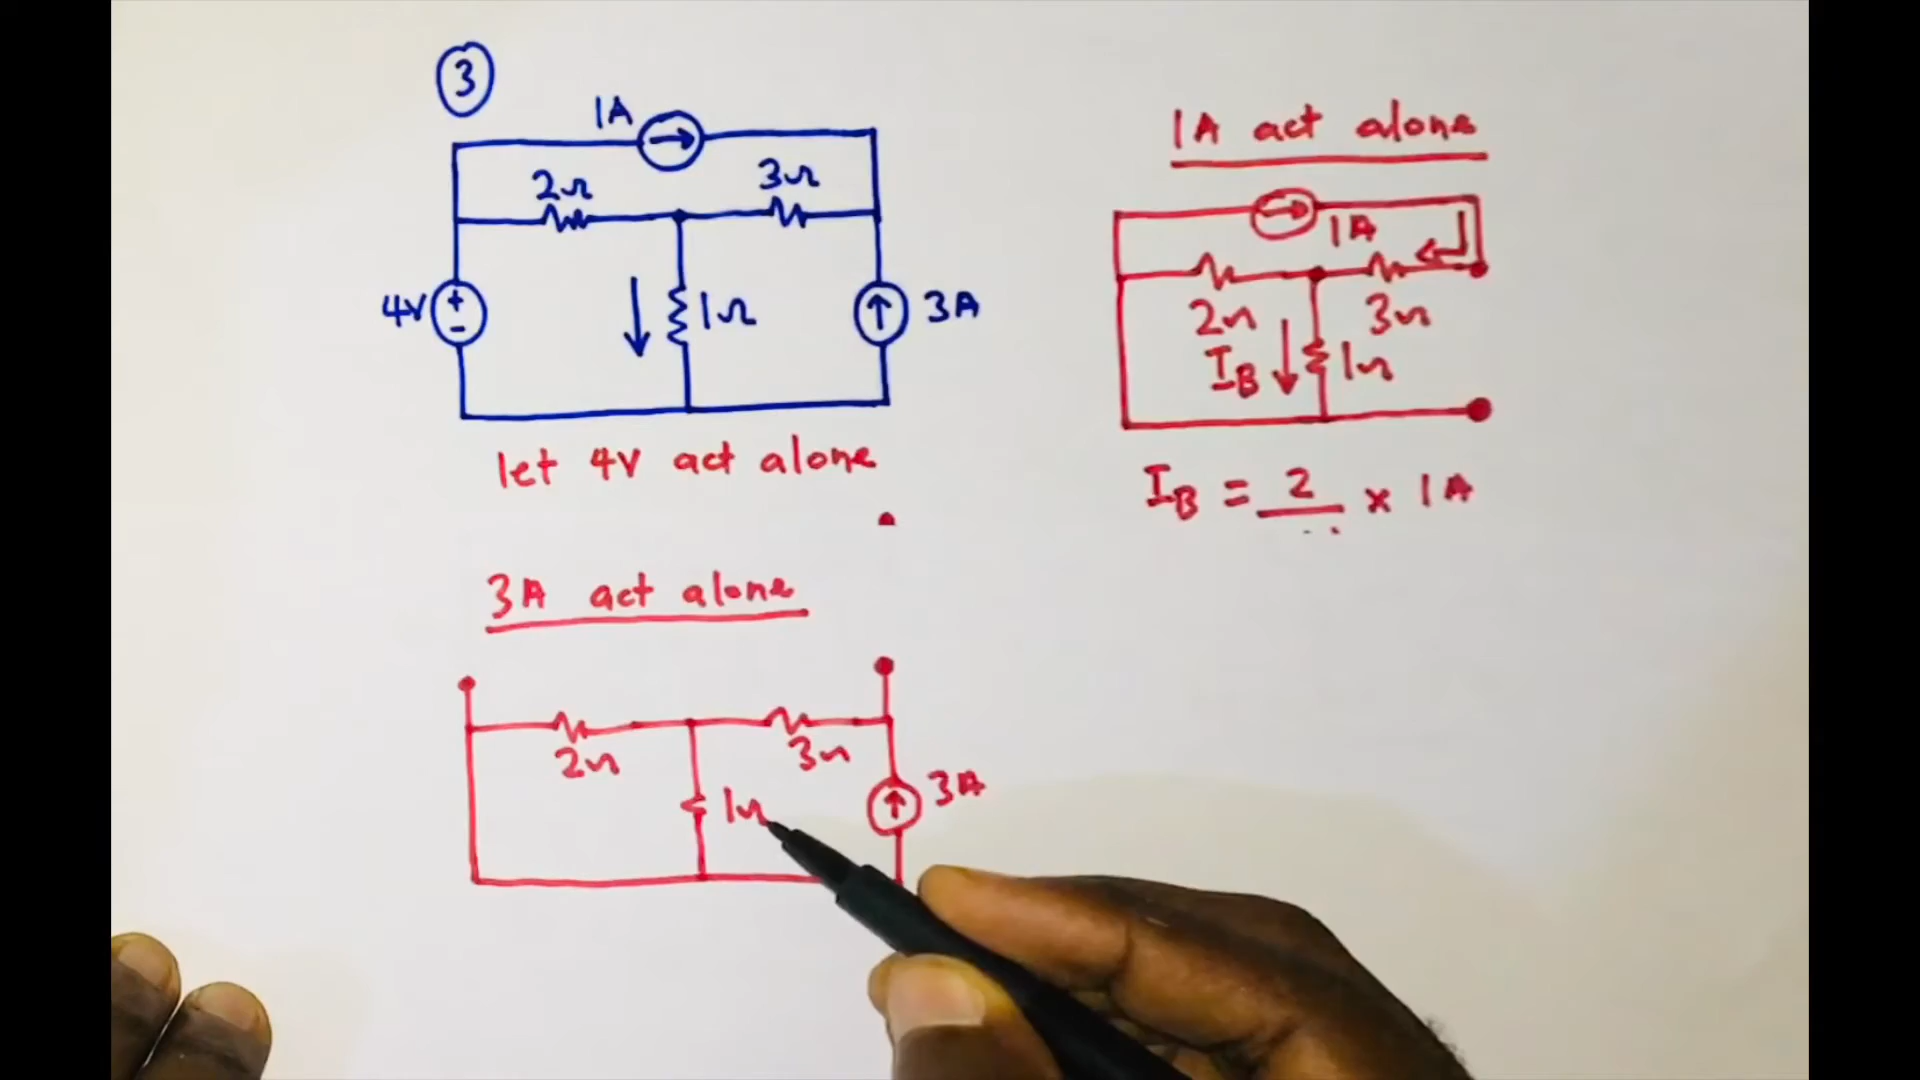 3
1A
2Ω
3Ω
4V
+
-
1Ω
3A
let 4V act alone
1A act alone
1A
2Ω
3Ω
I_B
1Ω
I_B = 2 × 1A
3A act alone
2Ω
3Ω
1Ω
3A